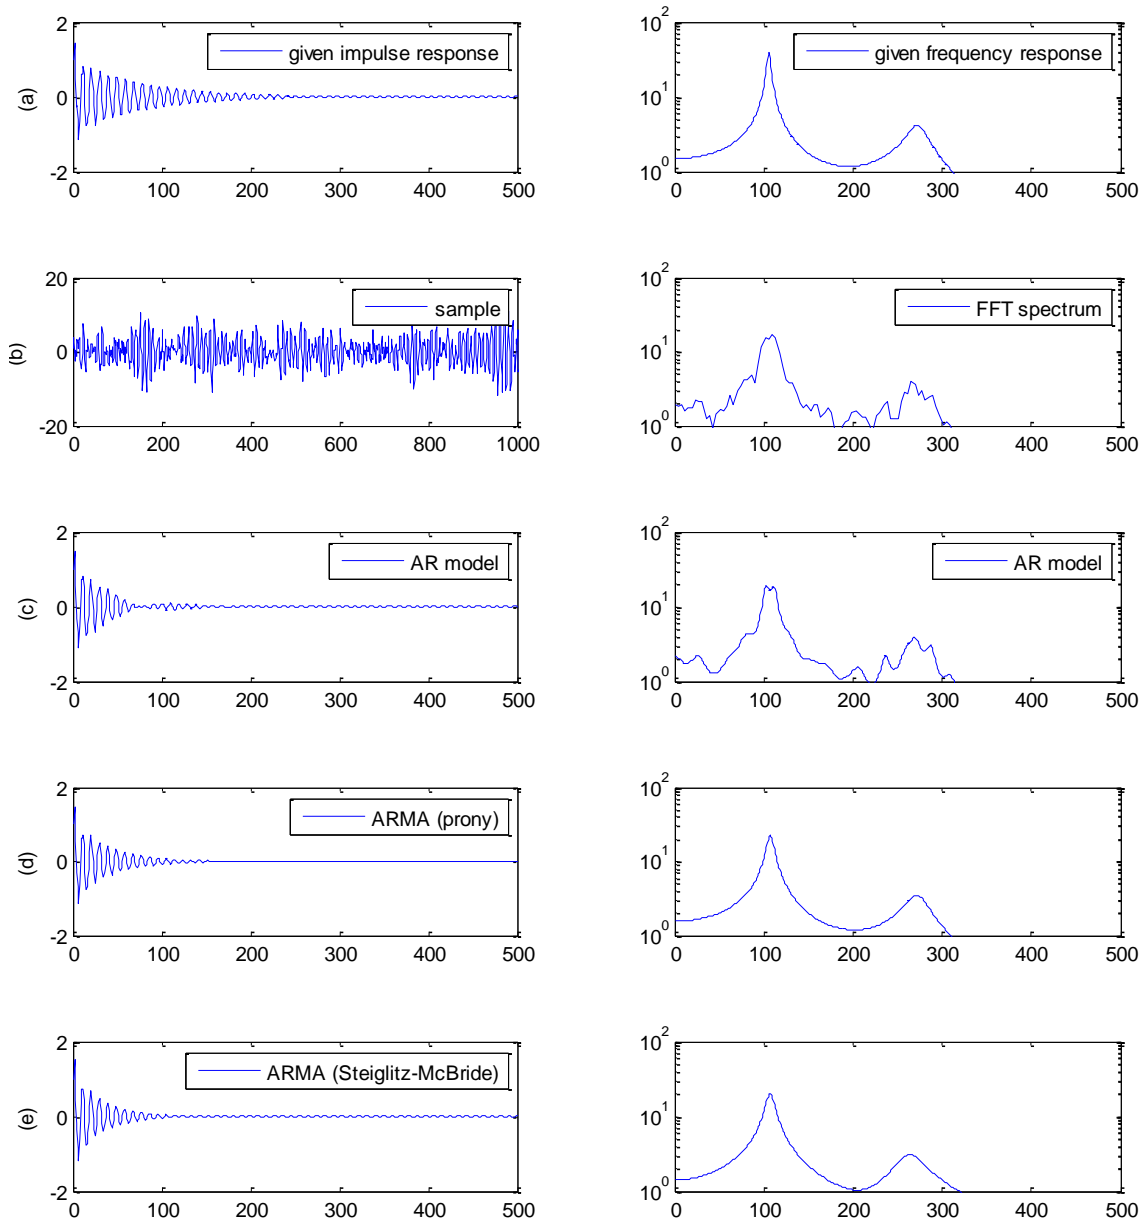 2
given impulse response
0
-2
0 100 200 300 400 500
(a)
10^2
given frequency response
10^1
10^0
0 100 200 300 400 500
20
sample
0
-20
0 100 200 300 400 500 600 700 800 900 1000
(b)
10^2
FFT spectrum
10^1
10^0
0 100 200 300 400 500
2
AR model
0
-2
0 100 200 300 400 500
(c)
10^2
AR model
10^1
10^0
0 100 200 300 400 500
2
ARMA (prony)
0
-2
0 100 200 300 400 500
(d)
10^2
10^1
10^0
0 100 200 300 400 500
2
ARMA (Steiglitz-McBride)
0
-2
0 100 200 300 400 500
(e)
10^2
10^1
10^0
0 100 200 300 400 500